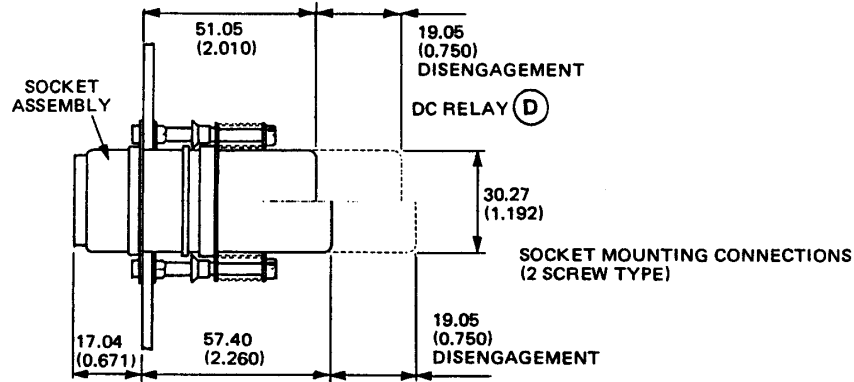 51.05
(2.010)
19.05
(0.750)
DISENGAGEMENT
SOCKET
ASSEMBLY
DC RELAY D
30.27
(1.192)
SOCKET MOUNTING CONNECTIONS
(2 SCREW TYPE)
17.04
(0.671)
57.40
(2.260)
19.05
(0.750)
DISENGAGEMENT